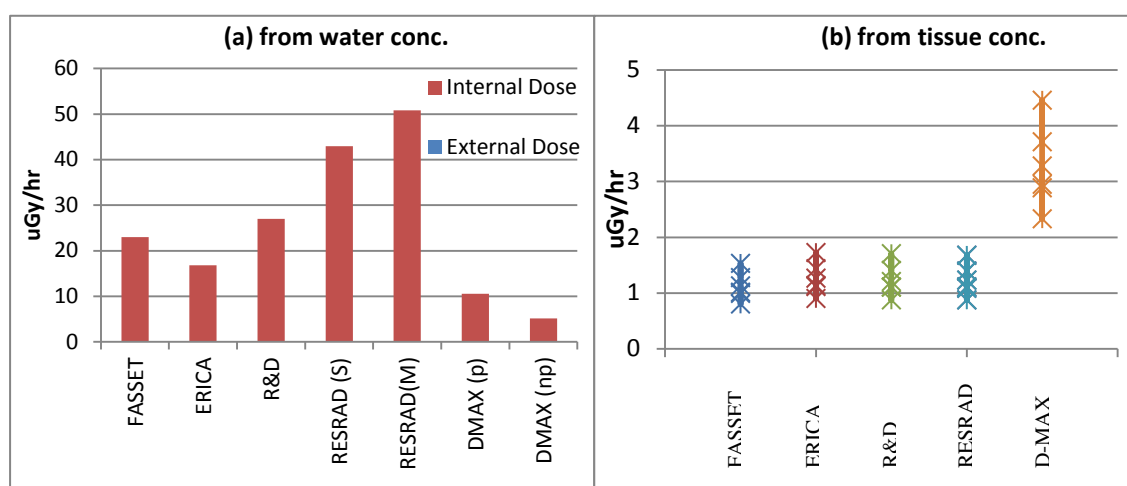 (a) from water conc.
60
50
40
30
20
10
0
uGy/hr
Internal Dose
External Dose
FASSET
ERICA
R&D
RESRAD (S)
RESRAD(M)
DMAX (p)
DMAX (np)
(b) from tissue conc.
5
4
3
2
1
0
uGy/hr
FASSET
ERICA
R&D
RESRAD
D-MAX